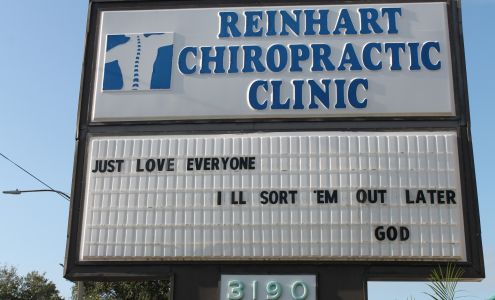 REINHART
CHIROPRACTIC
CLINIC
JUST LOVE EVERYONE
I LL SORT 'EM OUT LATER
GOD
3190